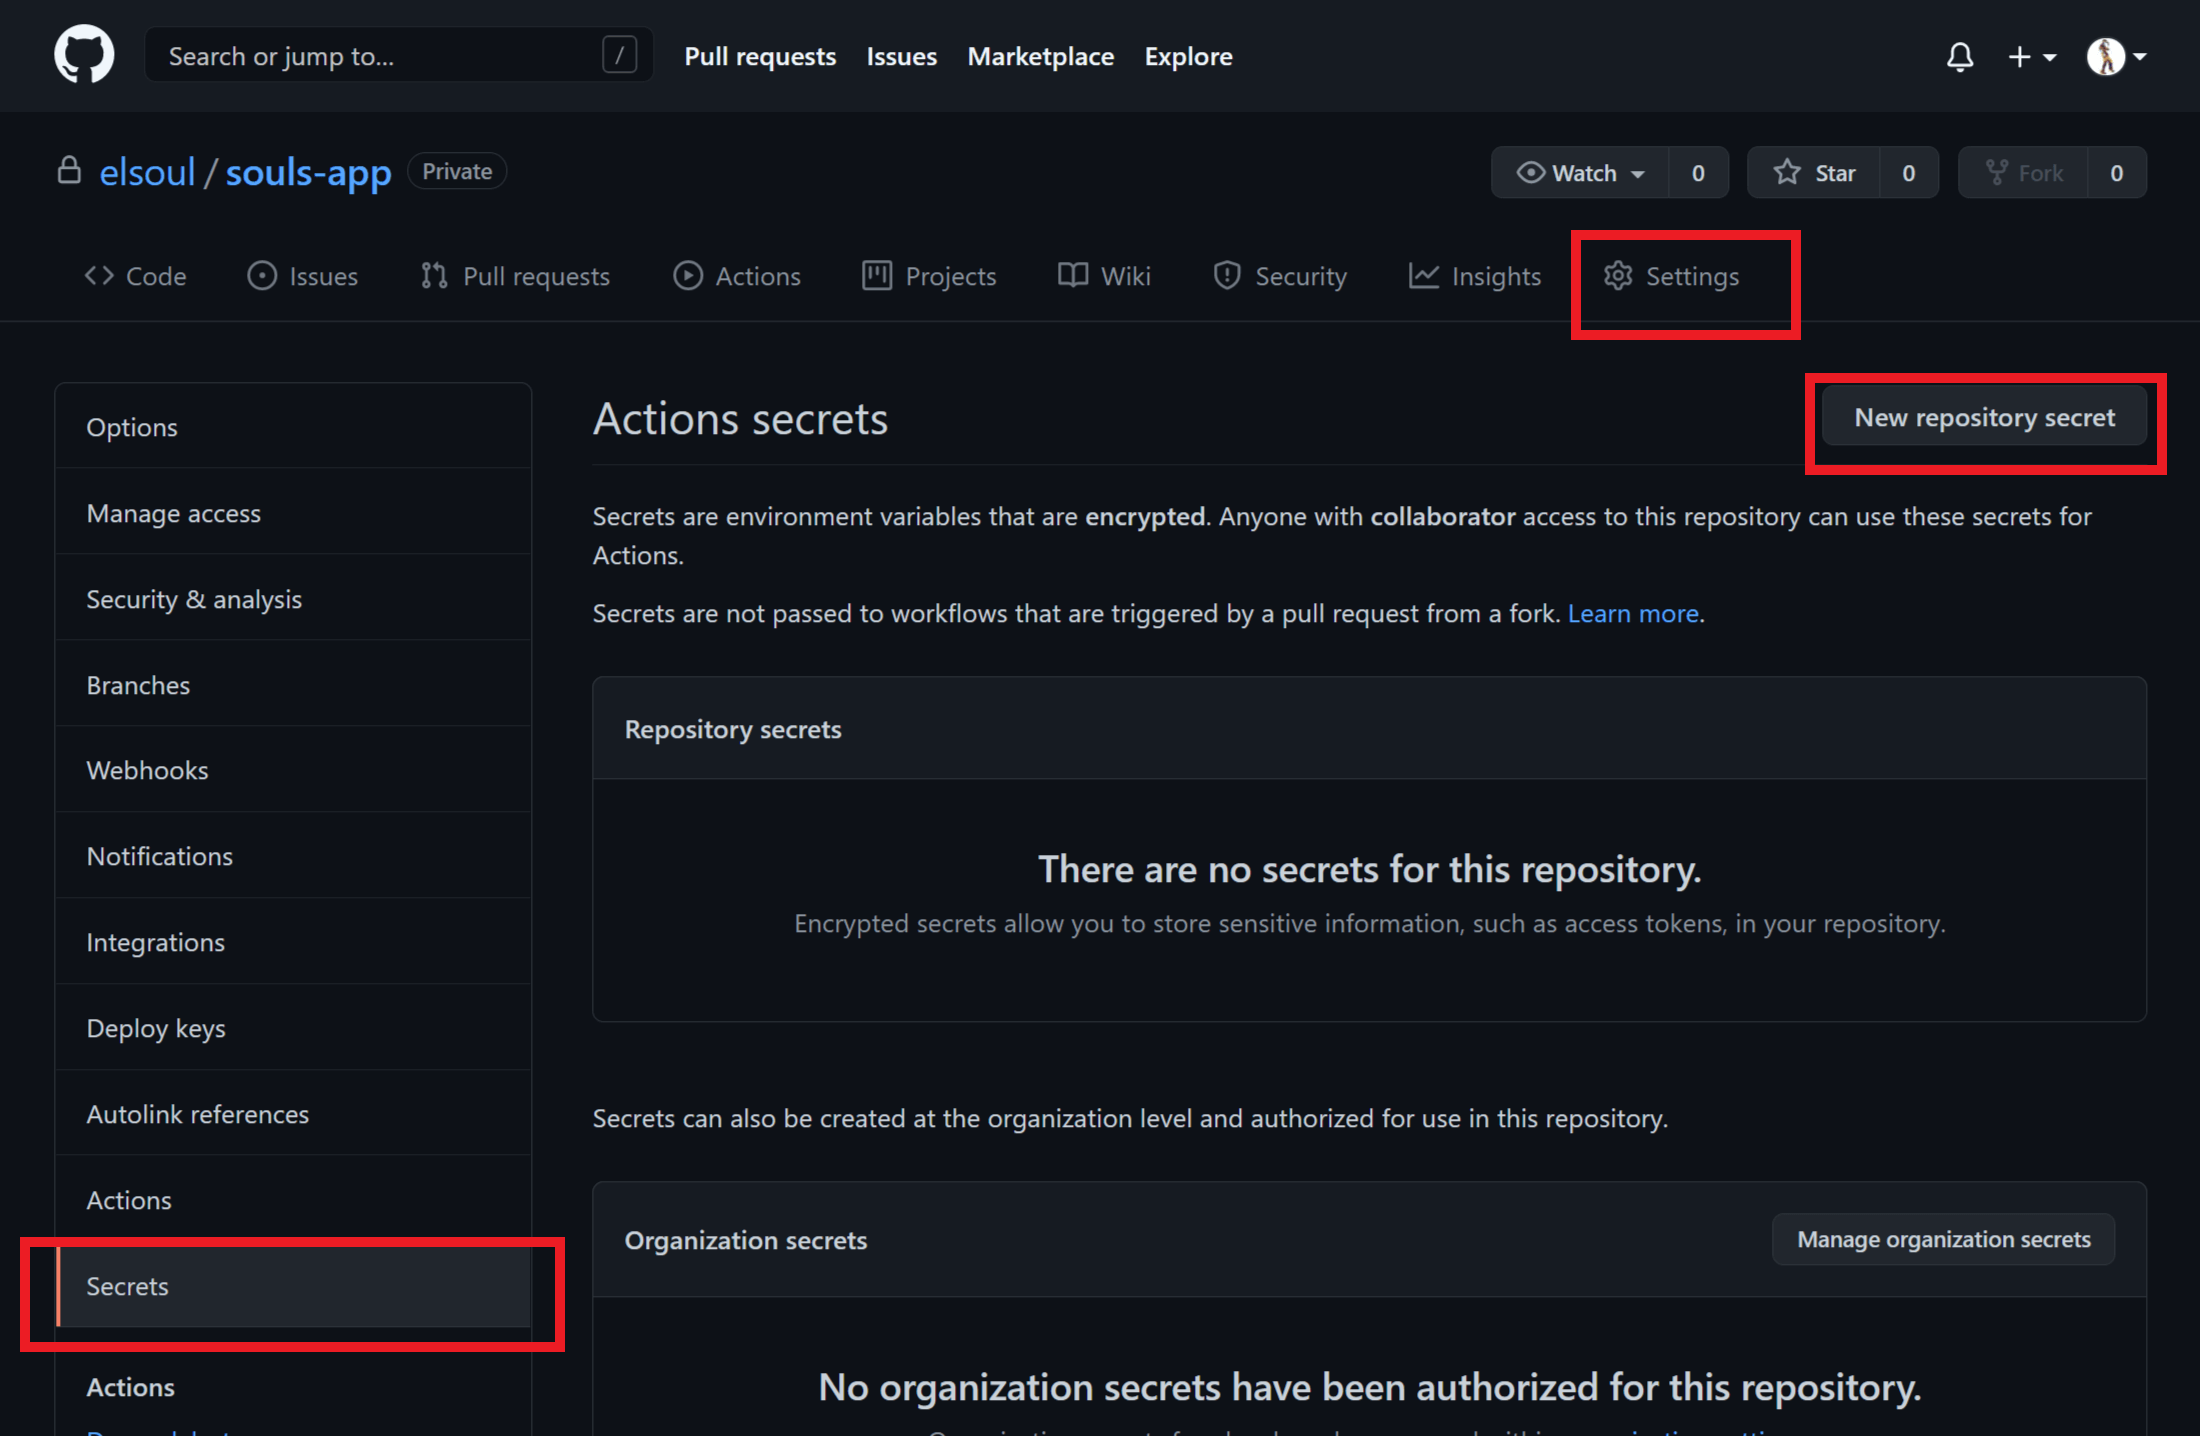 Search or jump to... /
Pull requests Issues Marketplace Explore
elsoul / souls-app Private
Watch 0 Star 0 Fork 0
Code Issues Pull requests Actions Projects Wiki Security Insights Settings
Options
Manage access
Security & analysis
Branches
Webhooks
Notifications
Integrations
Deploy keys
Autolink references
Actions
Secrets
Actions
Actions secrets
New repository secret
Secrets are environment variables that are encrypted. Anyone with collaborator access to this repository can use these secrets for
Actions.
Secrets are not passed to workflows that are triggered by a pull request from a fork. Learn more.
Repository secrets
There are no secrets for this repository.
Encrypted secrets allow you to store sensitive information, such as access tokens, in your repository.
Secrets can also be created at the organization level and authorized for use in this repository.
Organization secrets
Manage organization secrets
No organization secrets have been authorized for this repository.